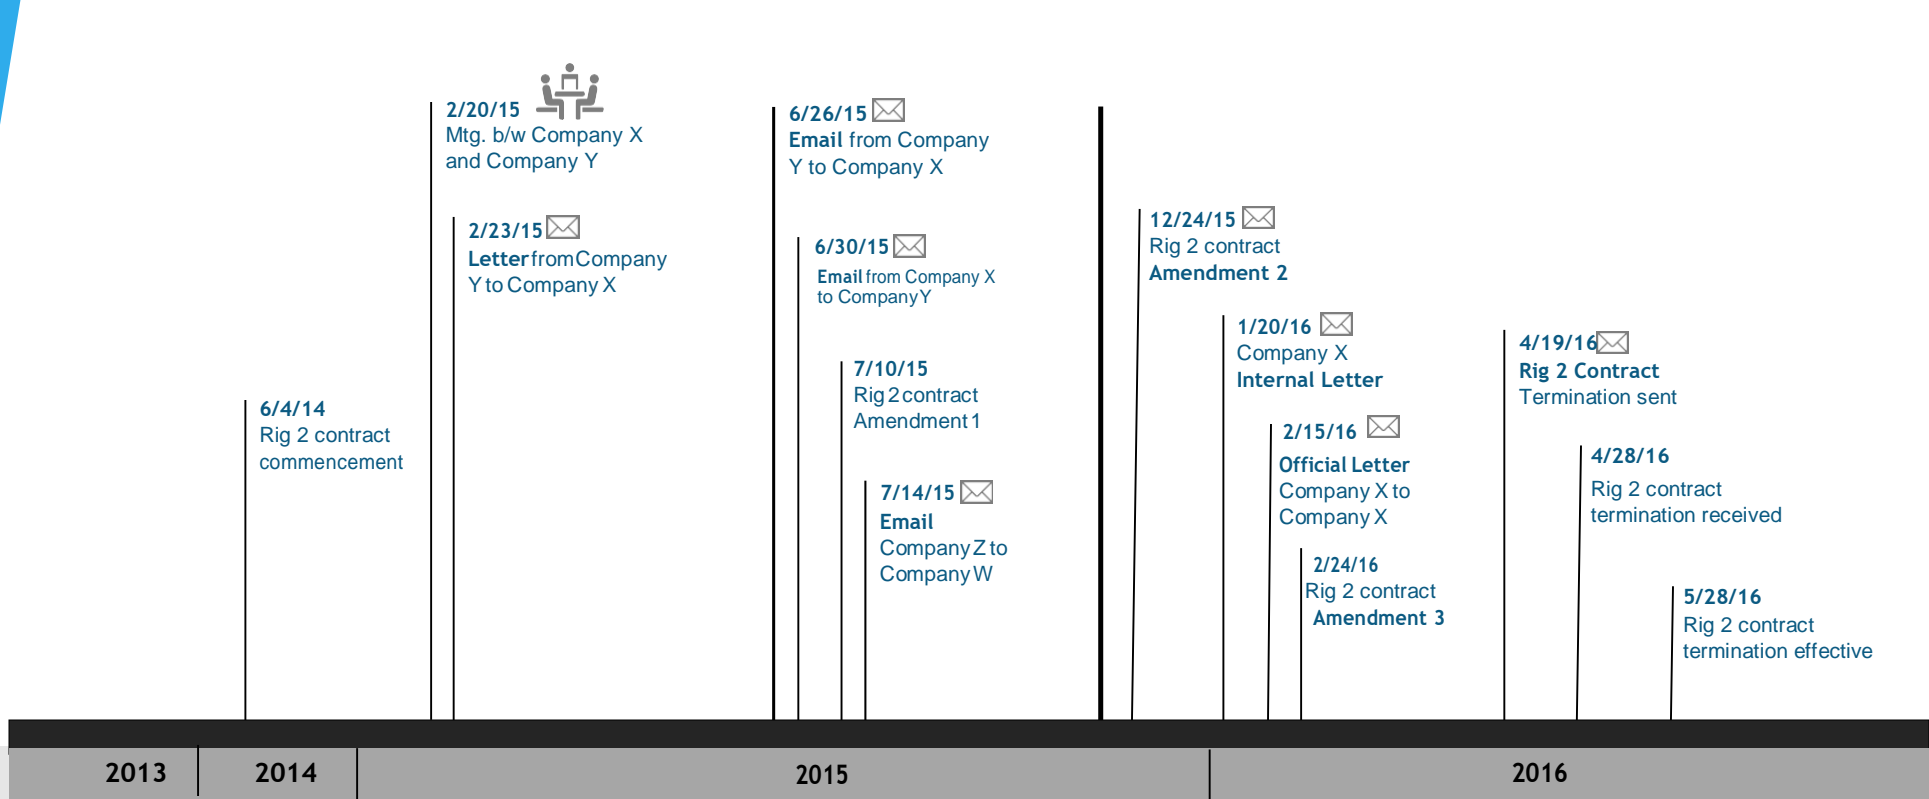 2/20/15
Mtg. b/w Company X
and Company Y
2/23/15
Letter from Company
Y to Company X
6/4/14
Rig 2 contract
commencement
6/26/15
Email from Company
Y to Company X
6/30/15
Email from Company X
to Company Y
7/10/15
Rig 2 contract
Amendment 1
7/14/15
Email
Company Z to
Company W
12/24/15
Rig 2 contract
Amendment 2
1/20/16
Company X
Internal Letter
2/15/16
Official Letter
Company X to
Company X
2/24/16
Rig 2 contract
Amendment 3
4/19/16
Rig 2 Contract
Termination sent
4/28/16
Rig 2 contract
termination received
5/28/16
Rig 2 contract
termination effective
2013
2014
2015
2016